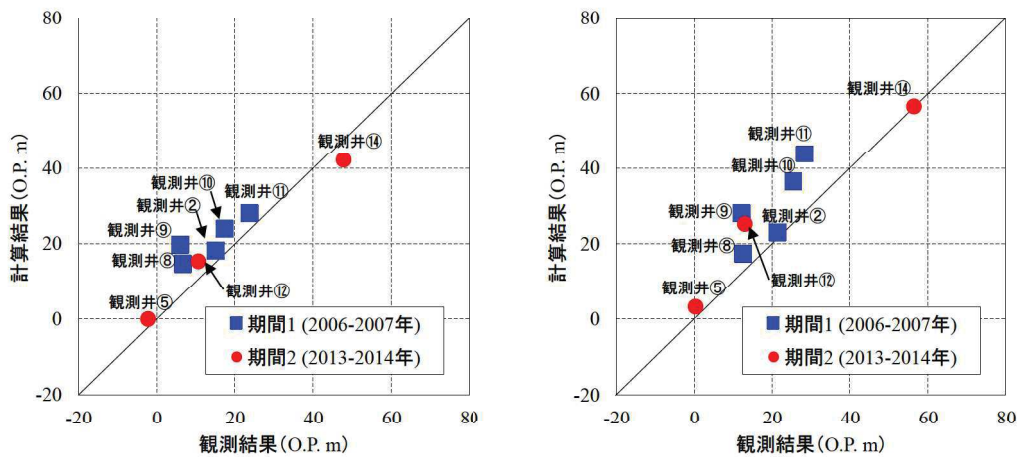 80
60
40
20
0
-20
-20
0
20
40
60
80
計算結果(O.P. m)
観測結果(O.P. m)
観測井⑭
観測井⑩
観測井②
観測井⑪
観測井⑨
観測井⑧
観測井⑫
観測井⑤
期間1 (2006-2007年)
期間2 (2013-2014年)
80
60
40
20
0
-20
-20
0
20
40
60
80
計算結果(O.P. m)
観測結果(O.P. m)
観測井⑭
観測井⑪
観測井⑩
観測井⑨
観測井②
観測井⑧
観測井⑫
観測井⑤
期間1 (2006-2007年)
期間2 (2013-2014年)